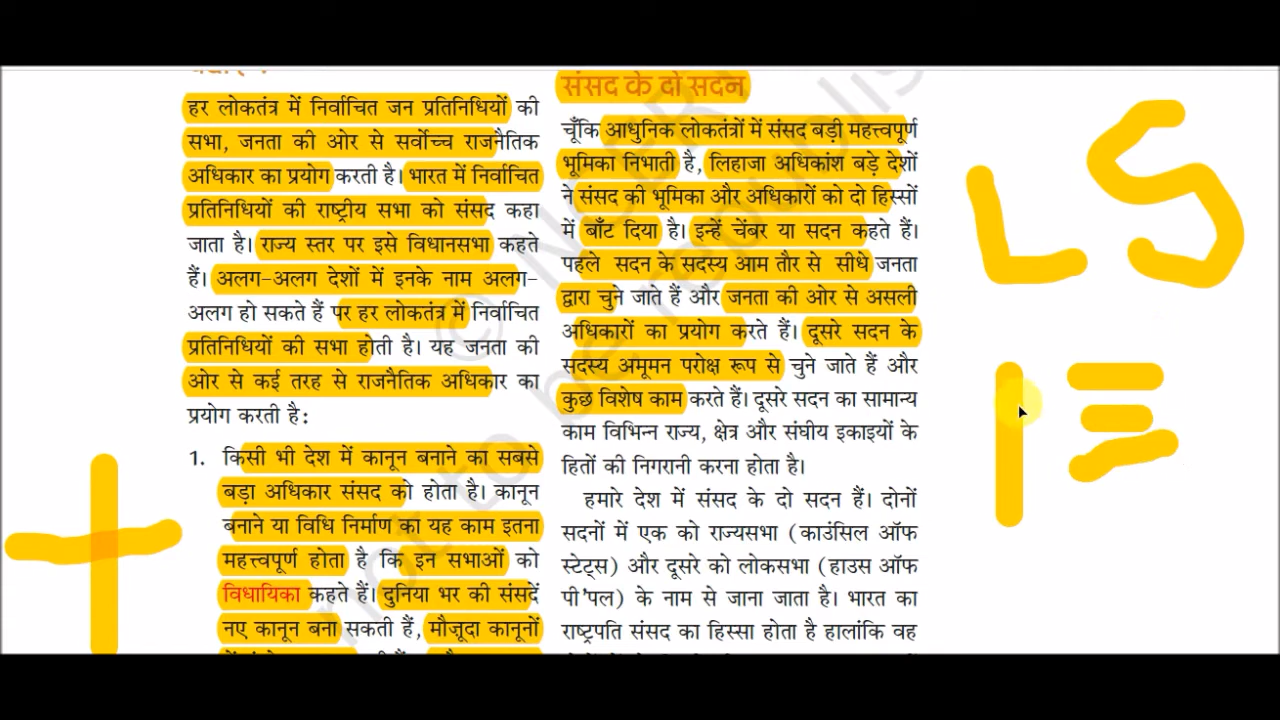 हर लोकतंत्र में निर्वाचित जन प्रतिनिधियों की
सभा, जनता की ओर से सर्वोच्च राजनैतिक
अधिकार का प्रयोग करती है। भारत में निर्वाचित
प्रतिनिधियों की राष्ट्रीय सभा को संसद कहा
जाता है। राज्य स्तर पर इसे विधानसभा कहते
हैं। अलग-अलग देशों में इनके नाम अलग-
अलग हो सकते हैं पर हर लोकतंत्र में निर्वाचित
प्रतिनिधियों की सभा होती है। यह जनता की
ओर से कई तरह से राजनैतिक अधिकार का
प्रयोग करती है:
1. किसी भी देश में कानून बनाने का सबसे
बड़ा अधिकार संसद को होता है। कानून
बनाने या विधि निर्माण का यह काम इतना
महत्त्वपूर्ण होता है कि इन सभाओं को
विधायिका कहते हैं। दुनिया भर की संसदें
नए कानून बना सकती हैं, मौजूदा कानूनों
संसद के दो सदन
चूँकि आधुनिक लोकतंत्रों में संसद बड़ी महत्त्वपूर्ण
भूमिका निभाती है, लिहाजा अधिकांश बड़े देशों
ने संसद की भूमिका और अधिकारों को दो हिस्सों
में बाँट दिया है। इन्हें चेंबर या सदन कहते हैं।
पहले सदन के सदस्य आम तौर से सीधे जनता
द्वारा चुने जाते हैं और जनता की ओर से असली
अधिकारों का प्रयोग करते हैं। दूसरे सदन के
सदस्य अमूमन परोक्ष रूप से चुने जाते हैं और
कुछ विशेष काम करते हैं। दूसरे सदन का सामान्य
काम विभिन्न राज्य, क्षेत्र और संघीय इकाइयों के
हितों की निगरानी करना होता है।
हमारे देश में संसद के दो सदन हैं। दोनों
सदनों में एक को राज्यसभा (काउंसिल ऑफ
स्टेट्स) और दूसरे को लोकसभा (हाउस ऑफ
पी'पल) के नाम से जाना जाता है। भारत का
राष्ट्रपति संसद का हिस्सा होता है हालांकि वह
LS
© NCER
not to be republis